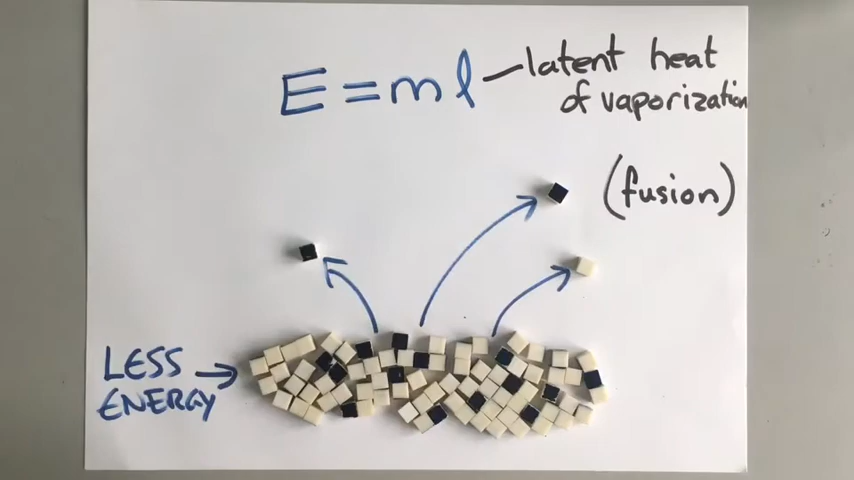 E = ml – latent heat
of vaporization
(fusion)
LESS
ENERGY